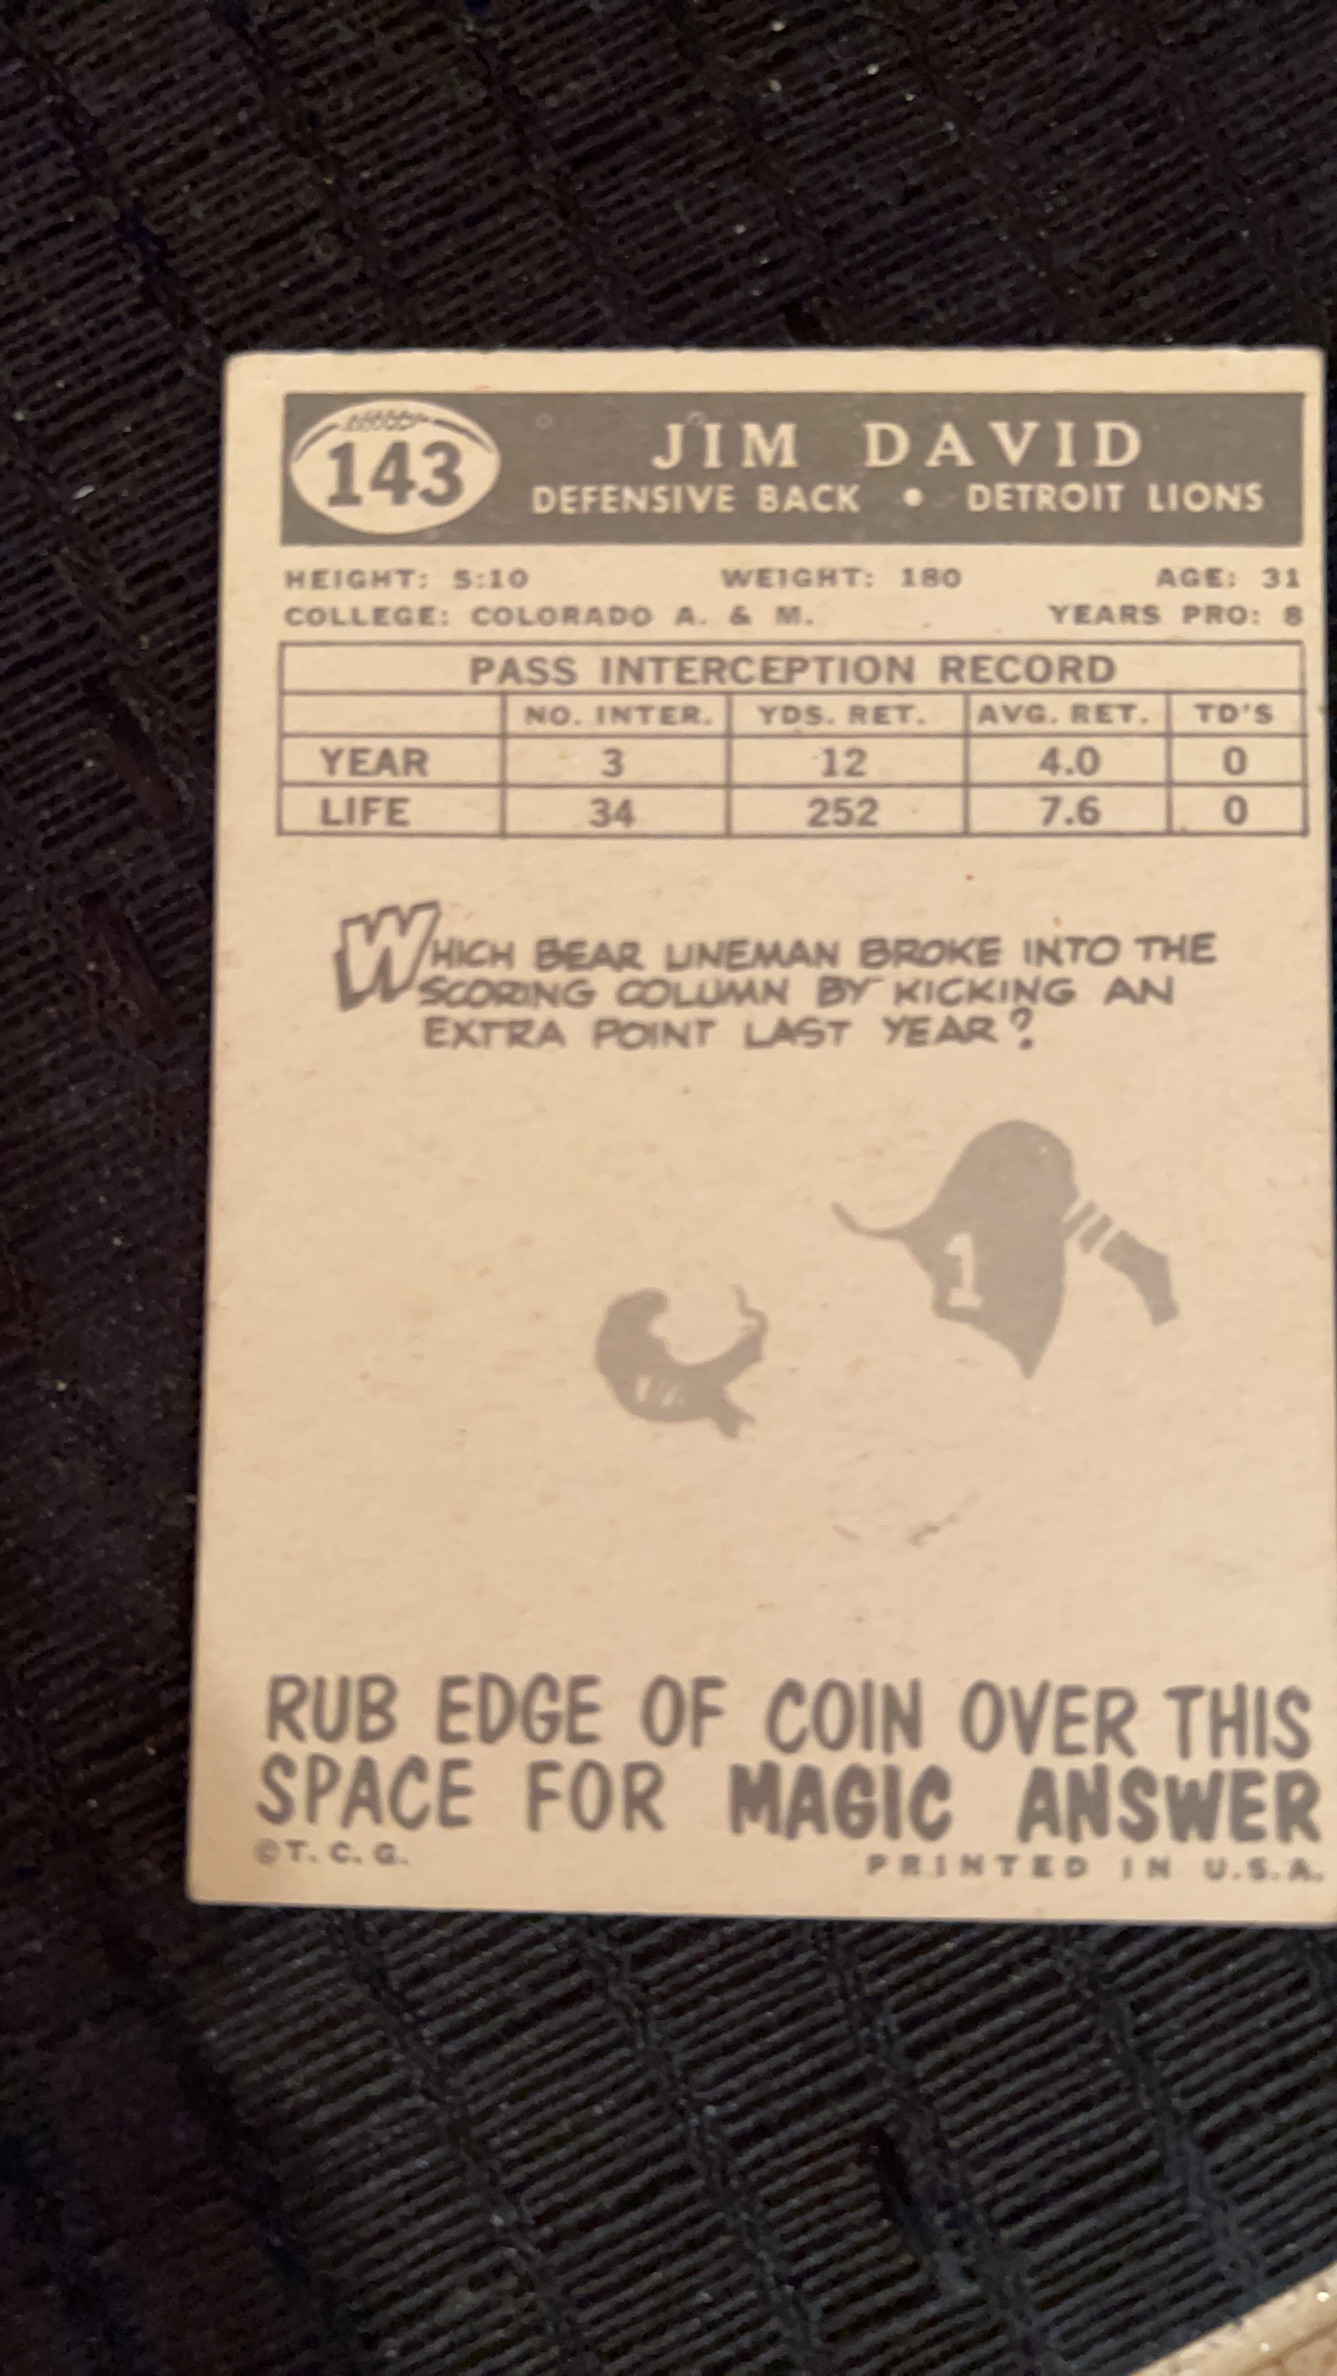 143
JIM DAVID
DEFENSIVE BACK • DETROIT LIONS
HEIGHT: 5:10 WEIGHT: 180 AGE: 31
COLLEGE: COLORADO A. & M. YEARS PRO: 8
PASS INTERCEPTION RECORD
NO. INTER. YDS. RET. AVG. RET. TD'S
YEAR 3 12 4.0 0
LIFE 34 252 7.6 0
WHICH BEAR LINEMAN BROKE INTO THE
SCORING COLUMN BY KICKING AN
EXTRA POINT LAST YEAR?
1
RUB EDGE OF COIN OVER THIS
SPACE FOR MAGIC ANSWER
©T. C. G.
PRINTED IN U.S.A.